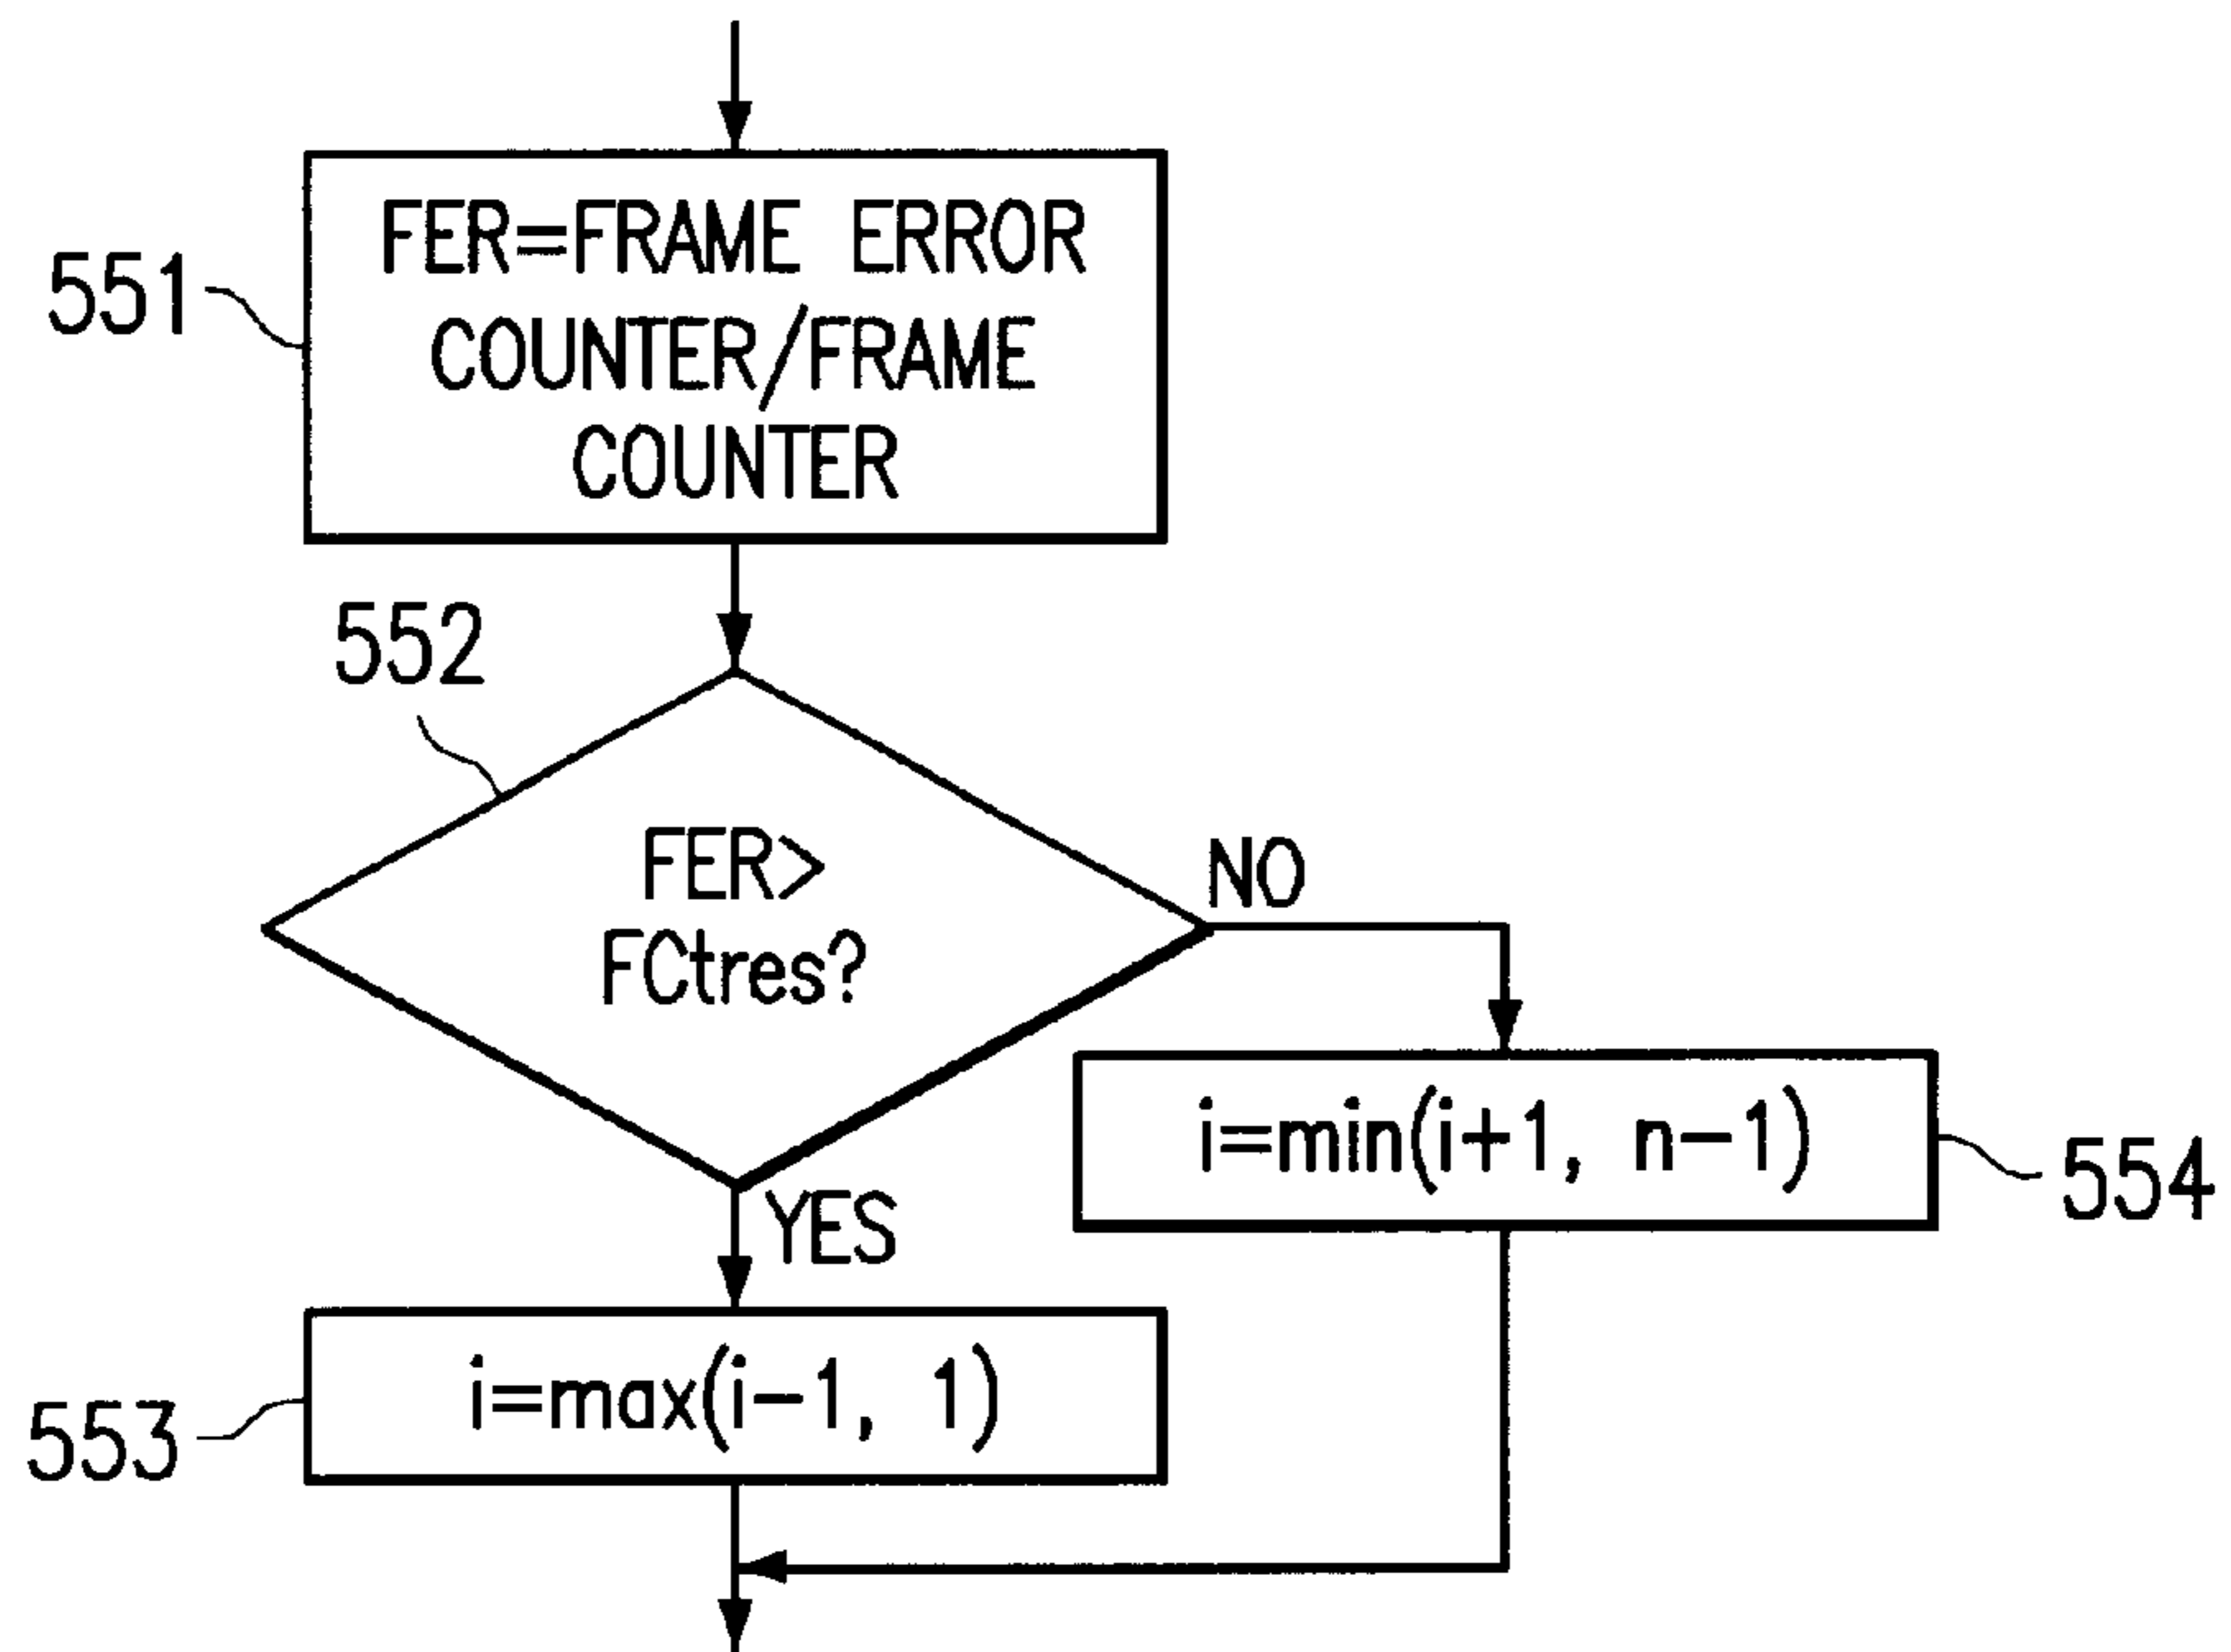 551
FER=FRAME ERROR
COUNTER/FRAME
COUNTER
552
FER>
FCtres?
NO
YES
i=min(i+1, n-1)
554
553
i=max(i-1, 1)